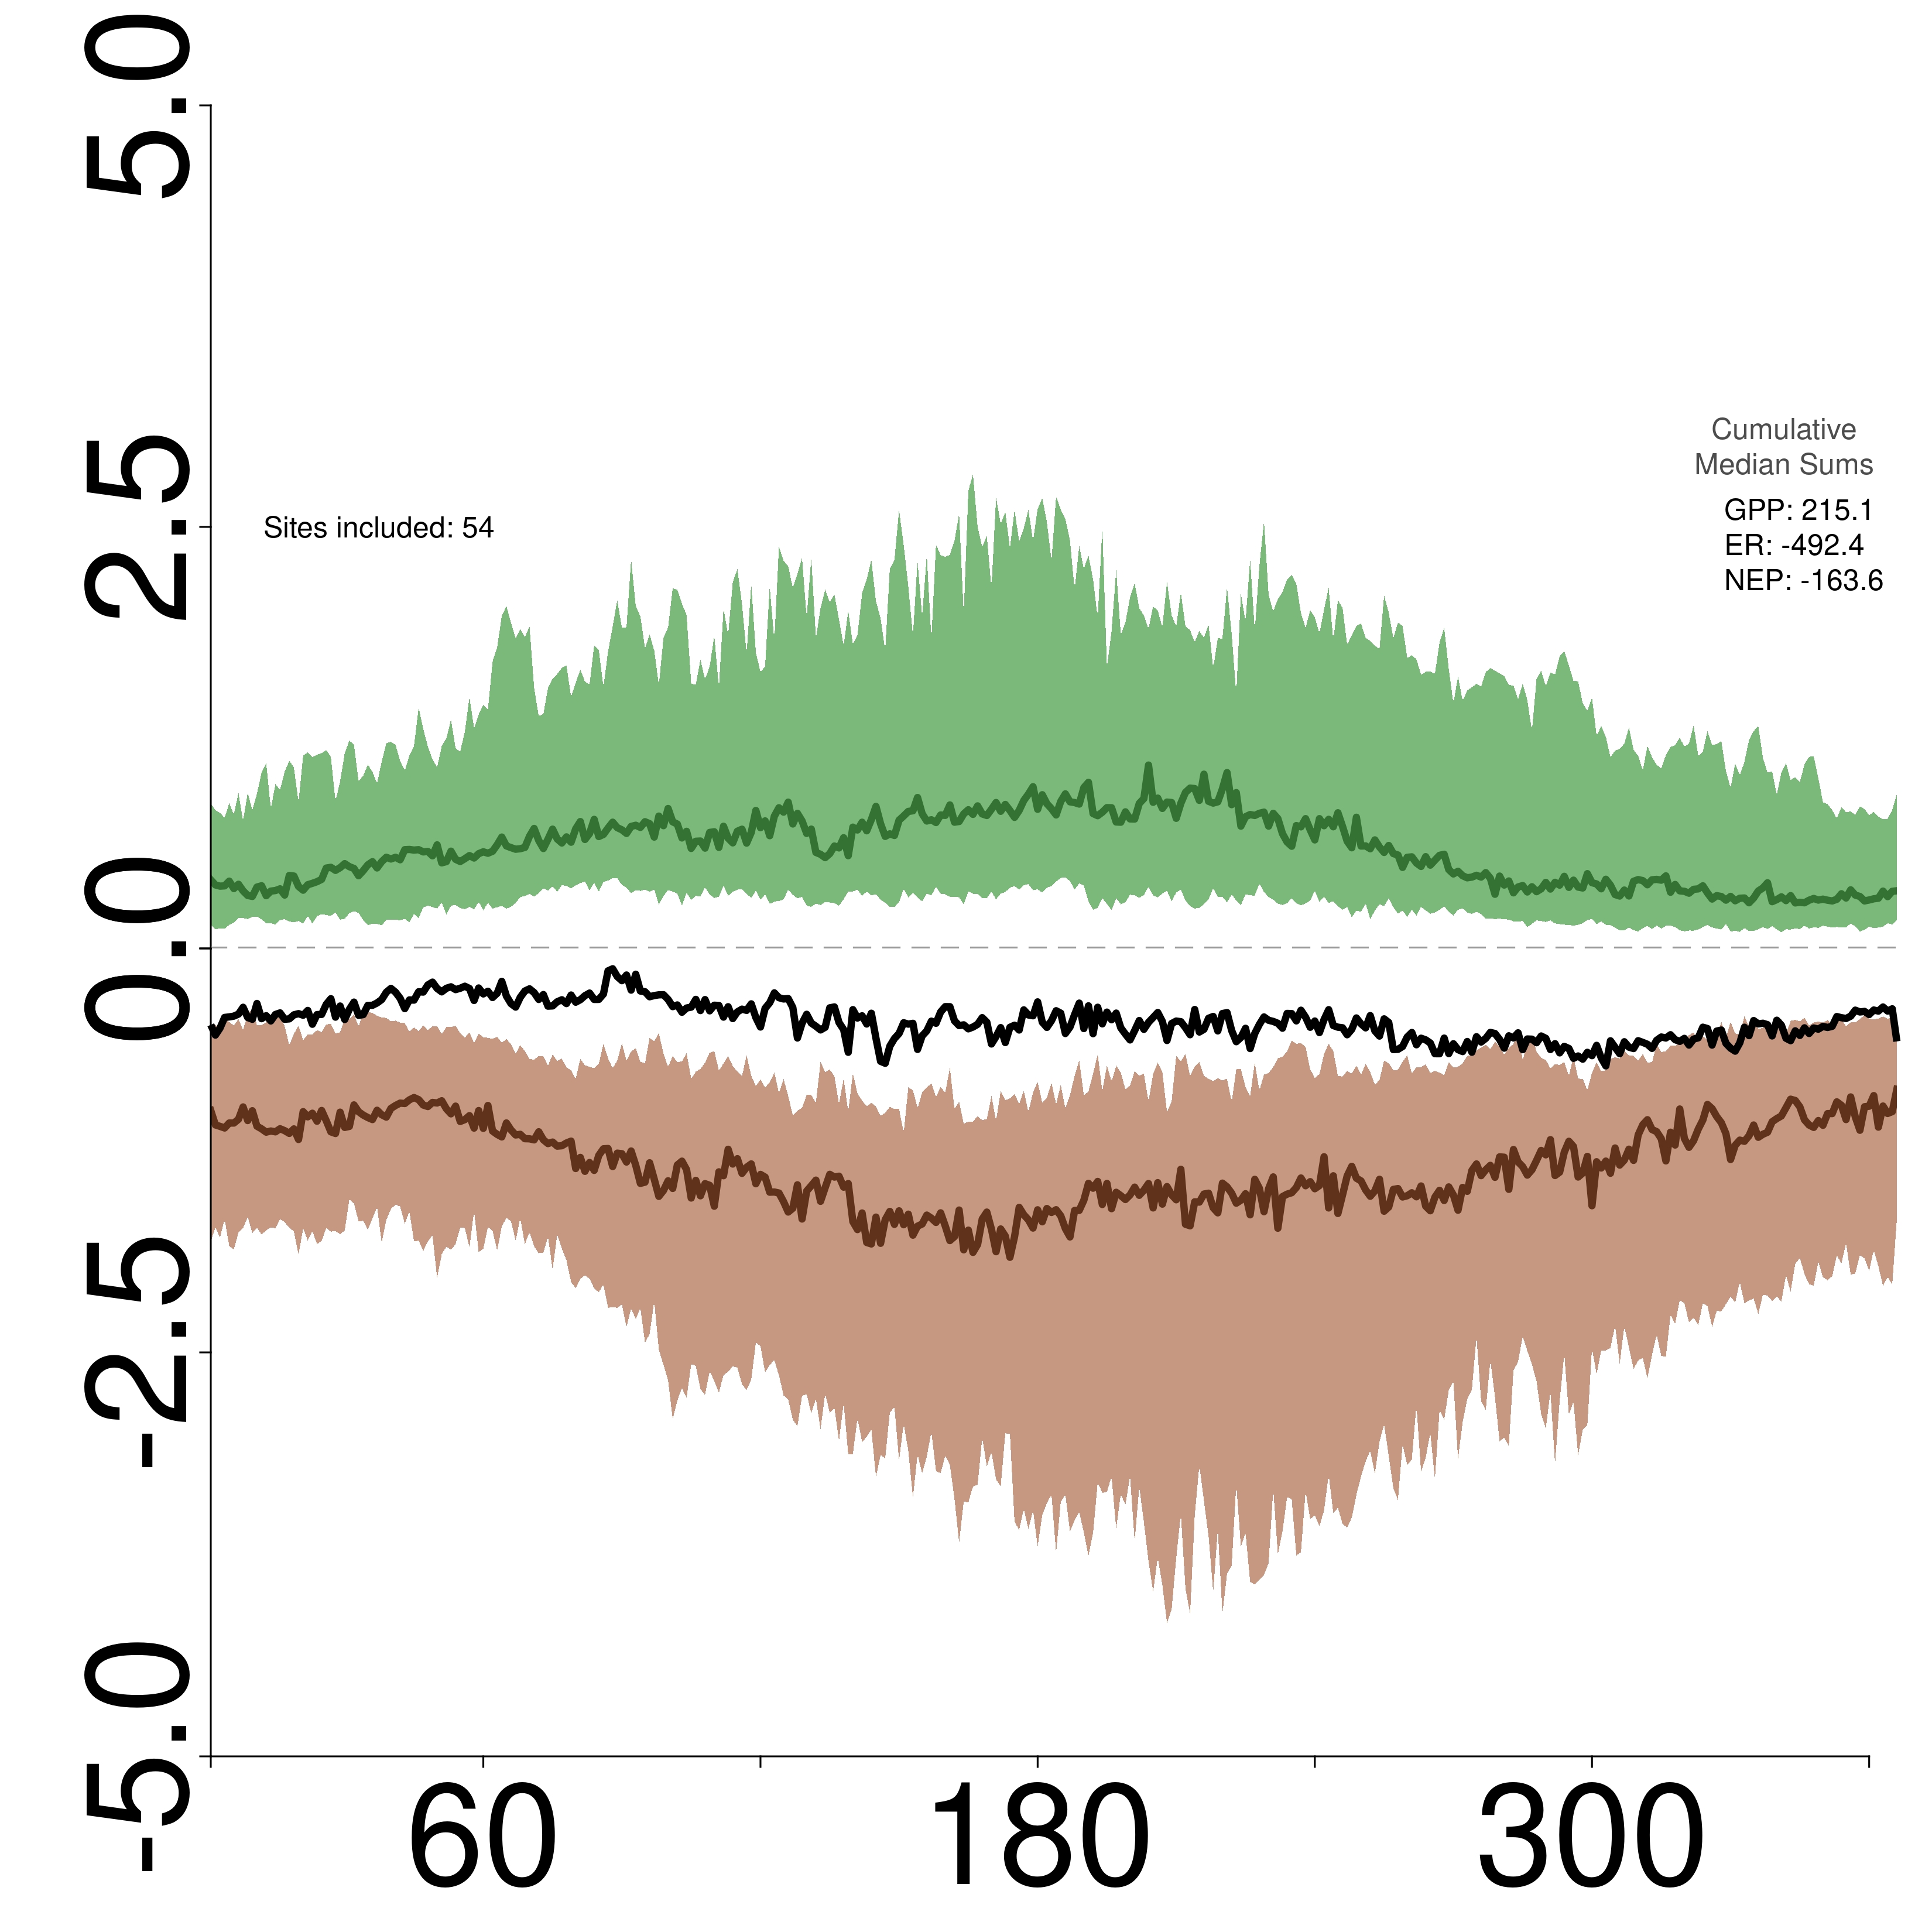 5.0
2.5
0.0
-2.5
-5.0
Sites included: 54
Cumulative
Median Sums
GPP: 215.1
ER: -492.4
NEP: -163.6
60
180
300